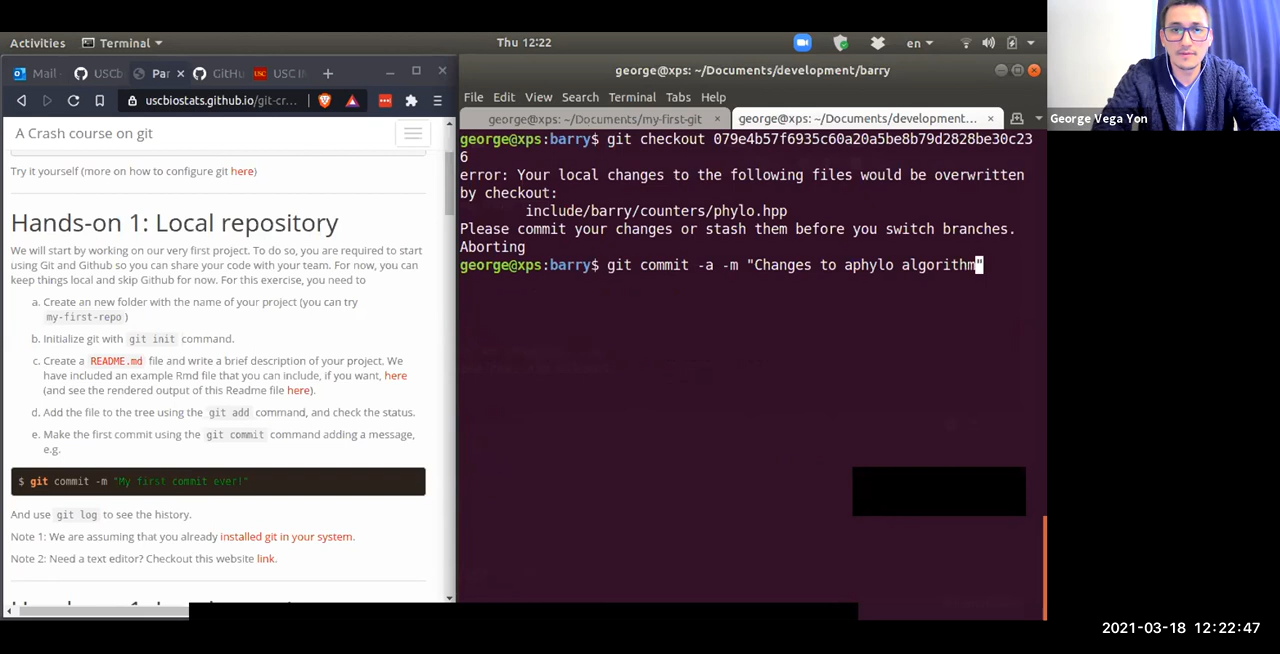 Activities Terminal Thu 12:22 en
Mail USCb Par GitHu USC USC I
uscbiostats.github.io/git-cr...
A Crash course on git
Try it yourself (more on how to configure git here)
Hands-on 1: Local repository
We will start by working on our very first project. To do so, you are required to start
using Git and Github so you can share your code with your team. For now, you can
keep things local and skip Github for now. For this exercise, you need to
a. Create an new folder with the name of your project (you can try
my-first-repo )
b. Initialize git with git init command.
c. Create a README.md file and write a brief description of your project. We
have included an example Rmd file that you can include, if you want, here
(and see the rendered output of this Readme file here).
d. Add the file to the tree using the git add command, and check the status.
e. Make the first commit using the git commit command adding a message,
e.g.
$ git commit -m "My first commit ever!"
And use git log to see the history.
Note 1: We are assuming that you already installed git in your system.
Note 2: Need a text editor? Checkout this website link.
george@xps: ~/Documents/development/barry
File Edit View Search Terminal Tabs Help
george@xps: ~/Documents/my-first-git
george@xps: ~/Documents/development...
george@xps:barry$ git checkout 079e4b57f6935c60a20a5be8b79d2828be30c23
6
error: Your local changes to the following files would be overwritten
by checkout:
include/barry/counters/phylo.hpp
Please commit your changes or stash them before you switch branches.
Aborting
george@xps:barry$ git commit -a -m "Changes to aphylo algorithm"
George Vega Yon
2021-03-18 12:22:47